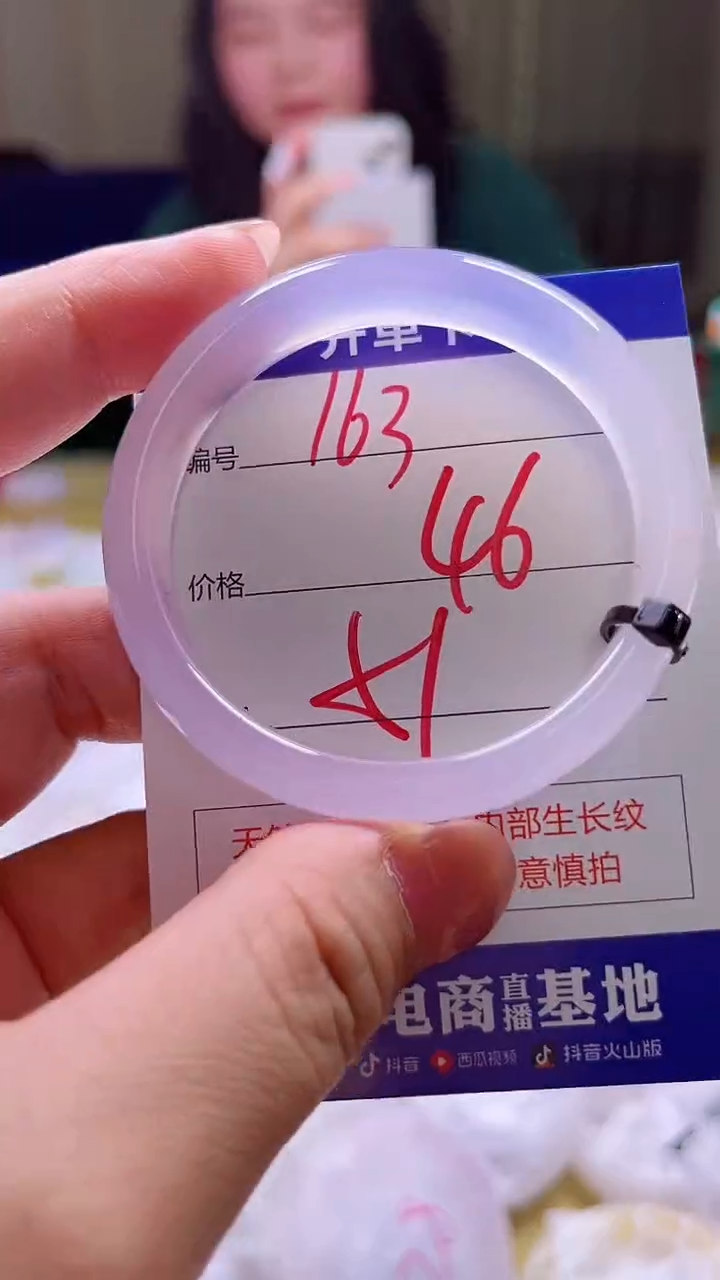 开单卡
编号 163
价格 46
内部生长纹
意慎拍
电商直播基地
抖音 西瓜视频 抖音火山版